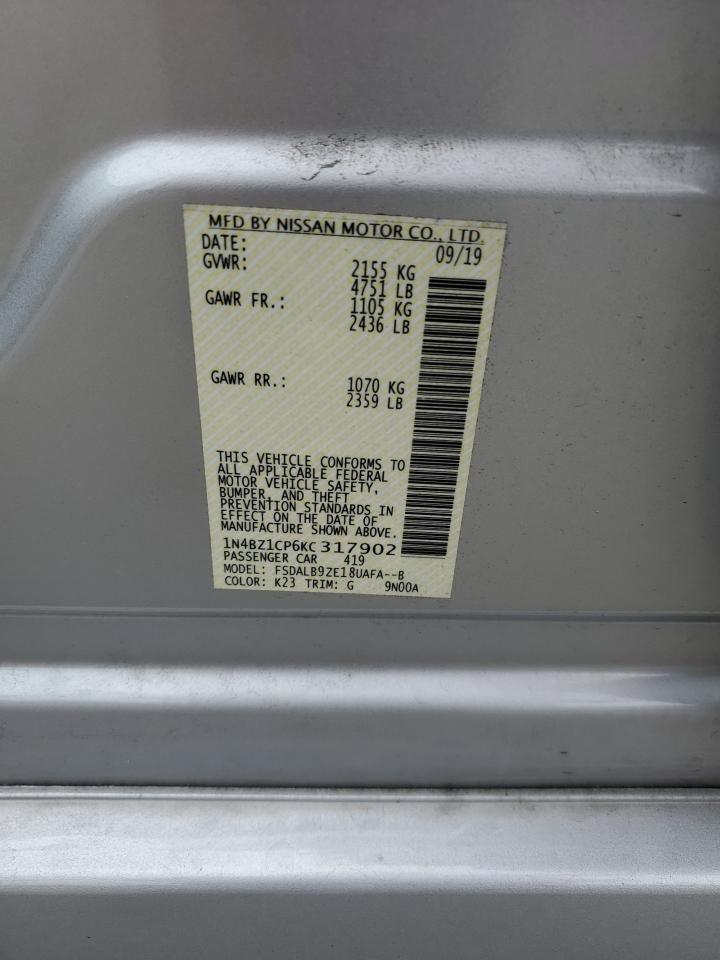 MFD BY NISSAN MOTOR CO., LTD.
DATE: 09/19
GVWR: 2155 KG
4751 LB
GAWR FR.: 1105 KG
2436 LB
GAWR RR.: 1070 KG
2359 LB
THIS VEHICLE CONFORMS TO
ALL APPLICABLE FEDERAL
MOTOR VEHICLE SAFETY,
BUMPER, AND THEFT
PREVENTION STANDARDS IN
EFFECT ON THE DATE OF
MANUFACTURE SHOWN ABOVE.
1N4BZ1CP6KC317902
PASSENGER CAR 419
MODEL: FSDALB9ZE18UAFA--B
COLOR: K23 TRIM: G 9N00A